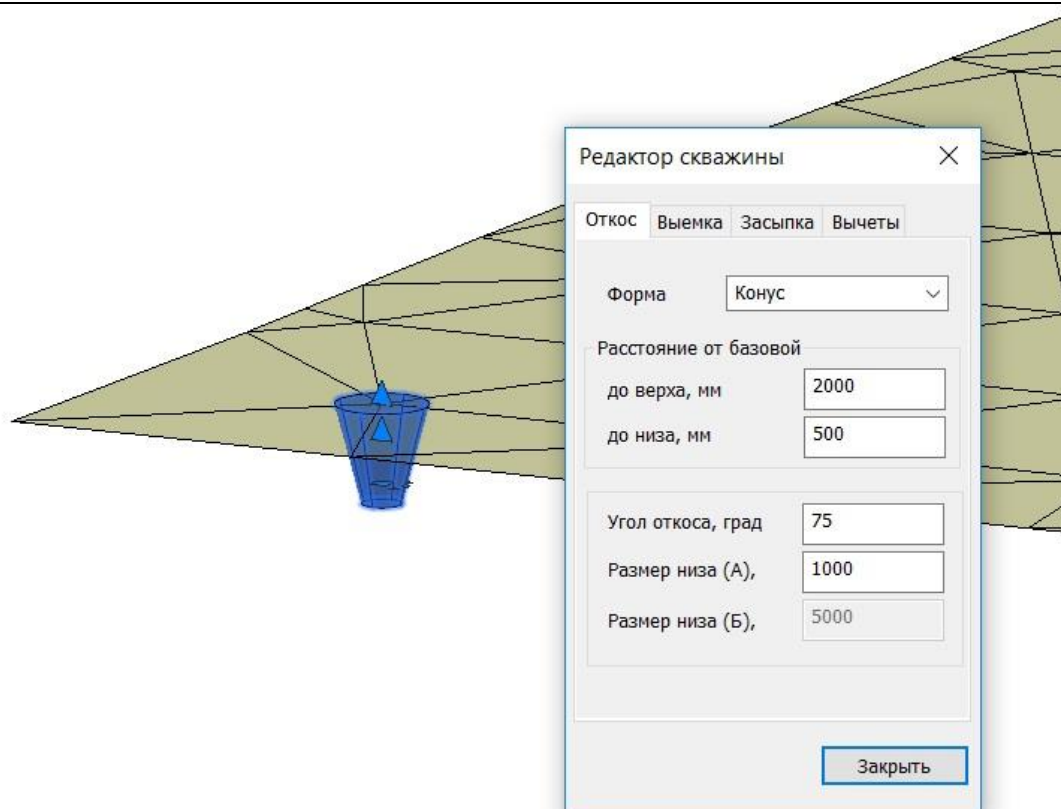 Редактор скважины
Откос Выемка Засыпка Вычеты
Форма Конус
Расстояние от базовой
до верха, мм 2000
до низа, мм 500
Угол откоса, град 75
Размер низа (А), 1000
Размер низа (Б), 5000
Закрыть